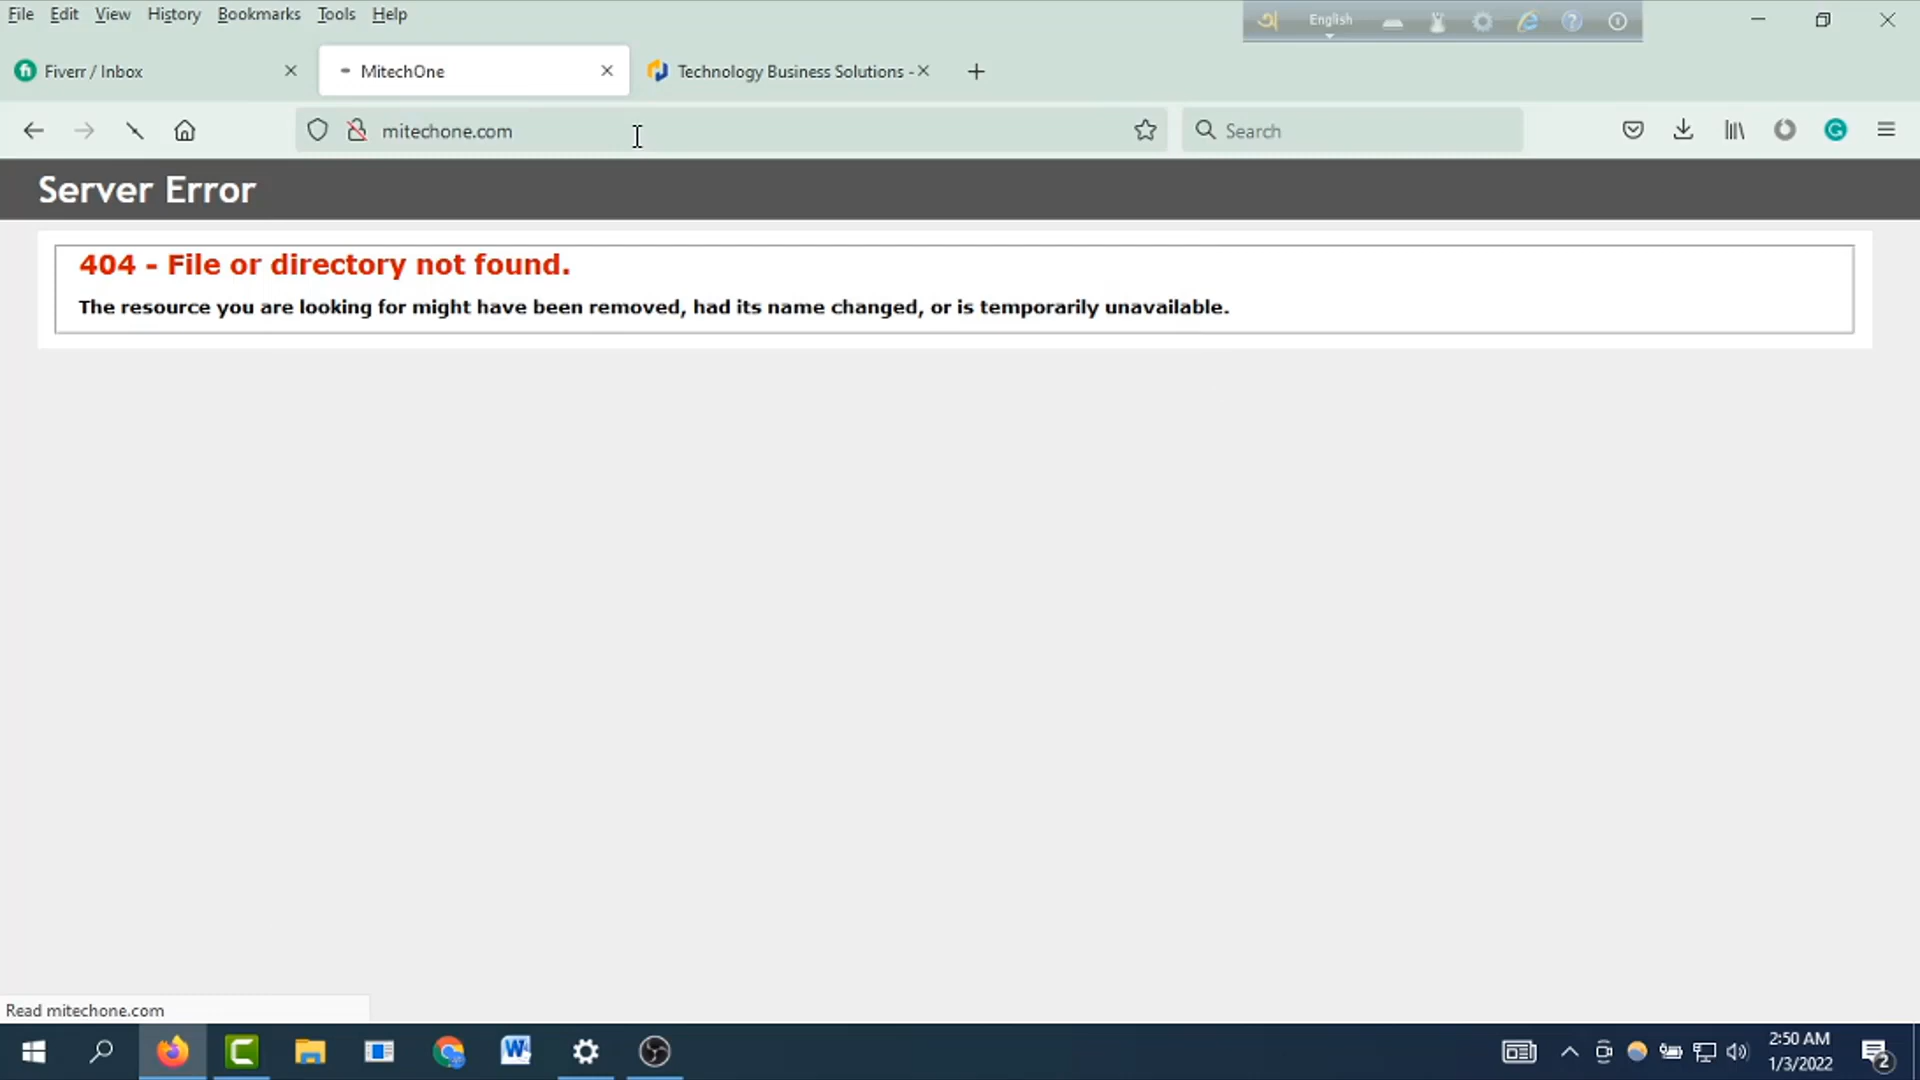 File Edit View History Bookmarks Tools Help
অ English
Fiverr / Inbox
MitechOne
Technology Business Solutions -
mitechone.com
Search
Server Error
404 - File or directory not found.
The resource you are looking for might have been removed, had its name changed, or is temporarily unavailable.
Read mitechone.com
2:50 AM
1/3/2022
2